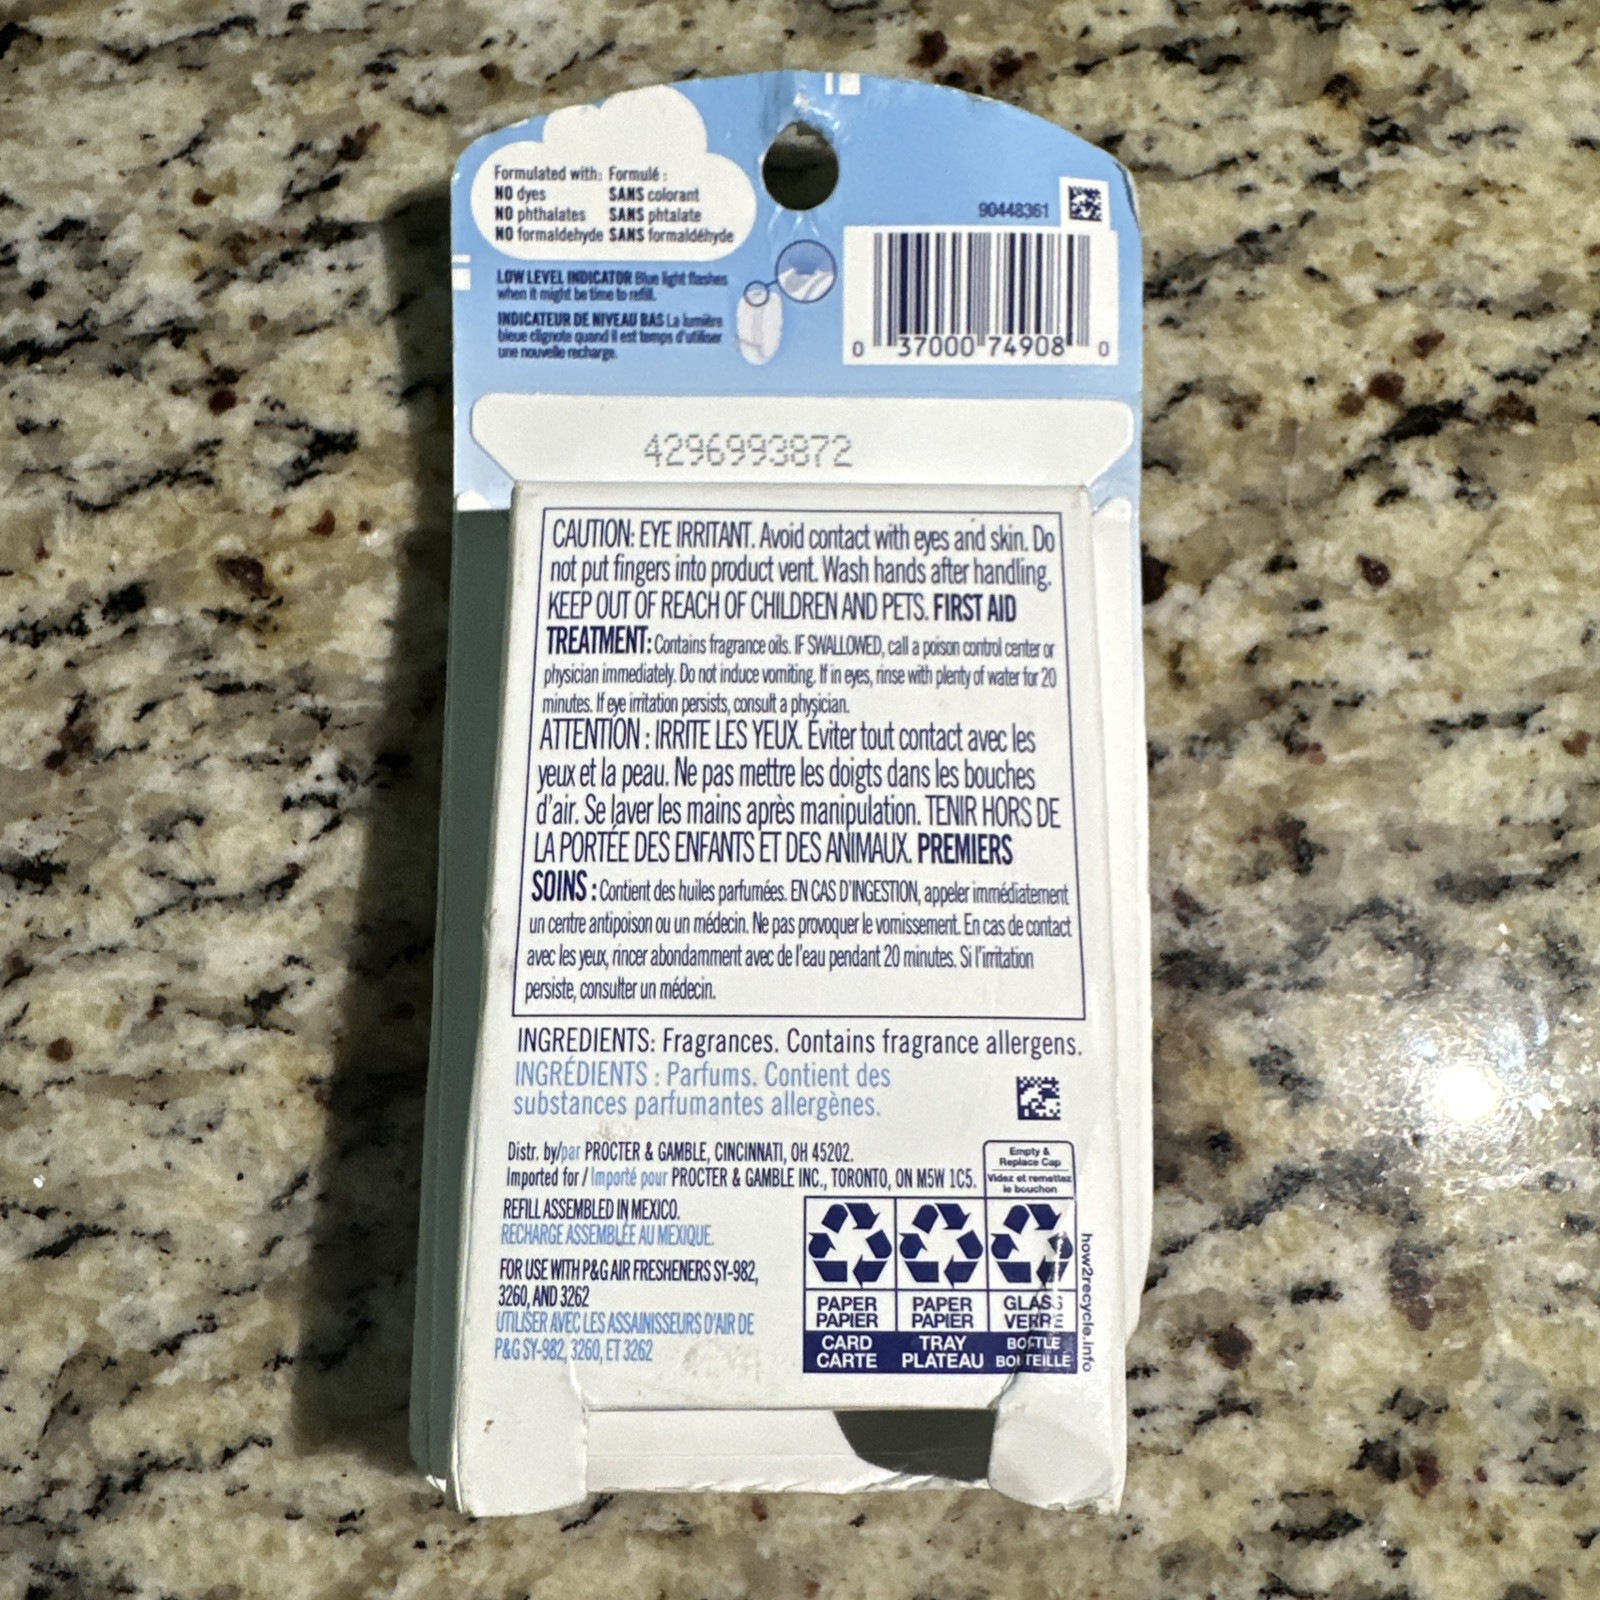 Formulated with: Formulé :
NO dyes SANS colorant
NO phthalates SANS phtalate
NO formaldehyde SANS formaldéhyde
LOW LEVEL INDICATOR Blue light flashes
when it might be time to refill.
INDICATEUR DE NIVEAU BAS La lumière
bleue clignote quand il est temps d'utiliser
une nouvelle recharge.
90448361
0 37000 74908 0
4296993872
CAUTION: EYE IRRITANT. Avoid contact with eyes and skin. Do
not put fingers into product vent. Wash hands after handling.
KEEP OUT OF REACH OF CHILDREN AND PETS. FIRST AID
TREATMENT: Contains fragrance oils. IF SWALLOWED, call a poison control center or
physician immediately. Do not induce vomiting. If in eyes, rinse with plenty of water for 20
minutes. If eye irritation persists, consult a physician.
ATTENTION : IRRITE LES YEUX. Éviter tout contact avec les
yeux et la peau. Ne pas mettre les doigts dans les bouches
d'air. Se laver les mains après manipulation. TENIR HORS DE
LA PORTÉE DES ENFANTS ET DES ANIMAUX. PREMIERS
SOINS : Contient des huiles parfumées. EN CAS D'INGESTION, appeler immédiatement
un centre antipoison ou un médecin. Ne pas provoquer le vomissement. En cas de contact
avec les yeux, rincer abondamment avec de l'eau pendant 20 minutes. Si l'irritation
persiste, consulter un médecin.
INGREDIENTS: Fragrances. Contains fragrance allergens.
INGRÉDIENTS : Parfums. Contient des
substances parfumantes allergènes.
Distr. by/par PROCTER & GAMBLE, CINCINNATI, OH 45202.
Imported for / Importé pour PROCTER & GAMBLE INC., TORONTO, ON M5W 1C5.
REFILL ASSEMBLED IN MEXICO.
RECHARGE ASSEMBLÉE AU MEXIQUE.
FOR USE WITH P&G AIR FRESHENERS SY-982,
3260, AND 3262
UTILISER AVEC LES ASSAINISSEURS D'AIR DE
P&G SY-982, 3260, ET 3262
Empty &
Replace Cap
Videz et remettez
le bouchon
PAPER PAPER GLASS
PAPIER PAPIER VERRE
CARD TRAY BOTTLE
CARTE PLATEAU BOUTEILLE
how2recycle.info